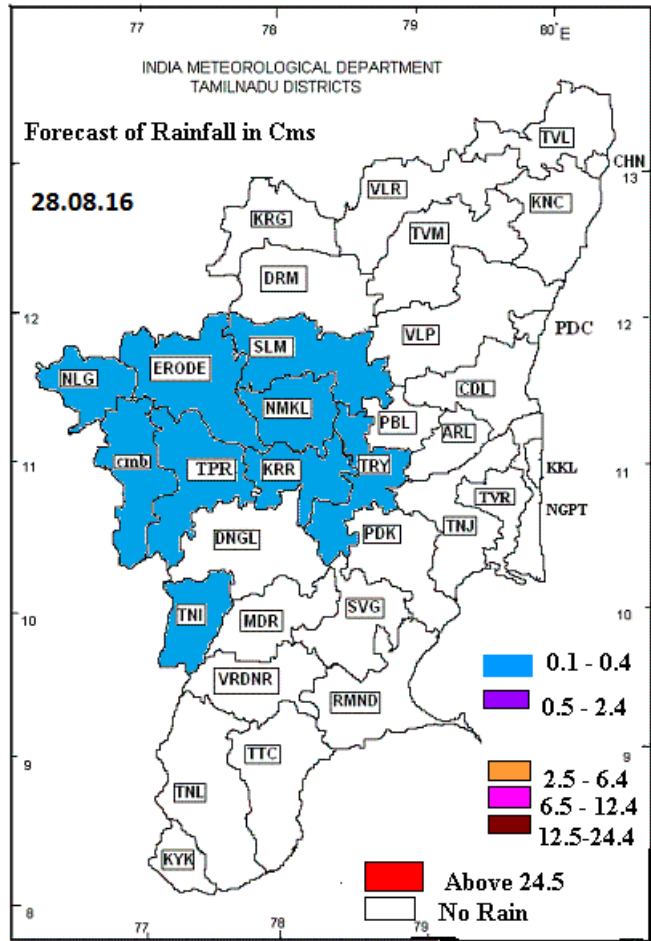 77 78 79 80° E
INDIA METEOROLOGICAL DEPARTMENT
TAMILNADU DISTRICTS
Forecast of Rainfall in Cms
28.08.16
TVL
CHN
13
13
VLR
KNC
KRG
TVM
DRM
12
12
PDC
VLP
SLM
ERODE
NLG
CDL
NMKL
PBL
ARL
11
cmb
TPR
KRR
TRY
KKL
11
TVR
NGPT
TNJ
DNGL
PDK
10
TNI
MDR
SVG
10
VRDNR
RMND
0.1 - 0.4
0.5 - 2.4
9
TTC
9
TNL
2.5 - 6.4
6.5 - 12.4
12.5-24.4
KYK
Above 24.5
No Rain
8
77 78 79